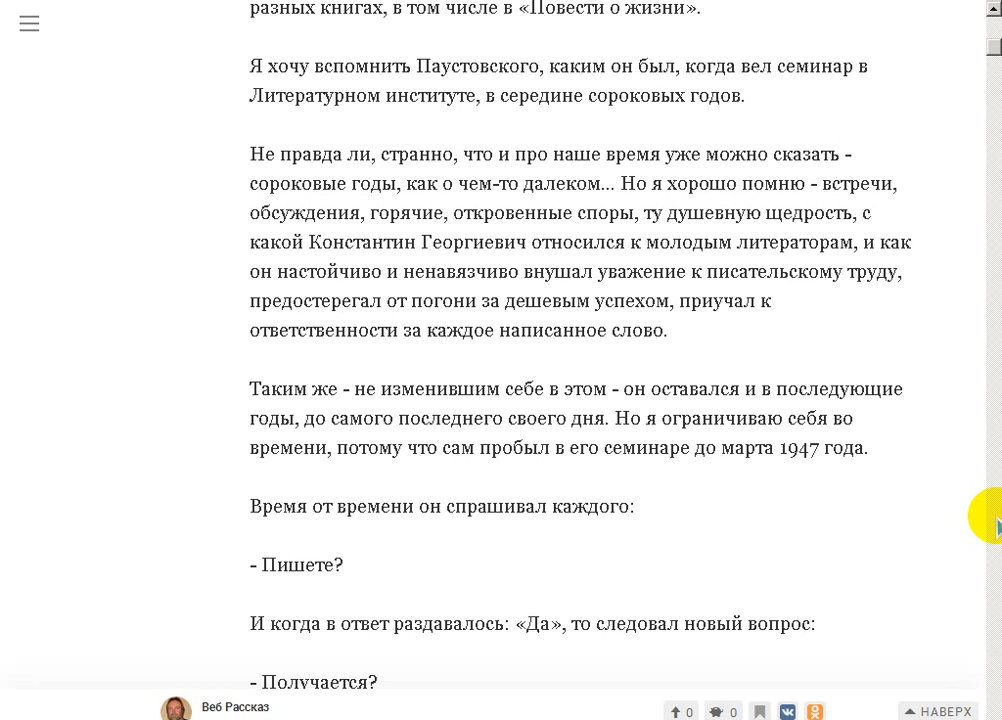 разных книгах, в том числе в «Повести о жизни».
Я хочу вспомнить Паустовского, каким он был, когда вел семинар в
Литературном институте, в середине сороковых годов.
Не правда ли, странно, что и про наше время уже можно сказать -
сороковые годы, как о чем-то далеком... Но я хорошо помню - встречи,
обсуждения, горячие, откровенные споры, ту душевную щедрость, с
какой Константин Георгиевич относился к молодым литераторам, и как
он настойчиво и ненавязчиво внушал уважение к писательскому труду,
предостерегал от погони за дешевым успехом, приучал к
ответственности за каждое написанное слово.
Таким же - не изменившим себе в этом - он оставался и в последующие
годы, до самого последнего своего дня. Но я ограничиваю себя во
времени, потому что сам пробыл в его семинаре до марта 1947 года.
Время от времени он спрашивал каждого:
- Пишете?
И когда в ответ раздавалось: «Да», то следовал новый вопрос:
- Получается?
Веб Рассказ
0
0
НАВЕРХ